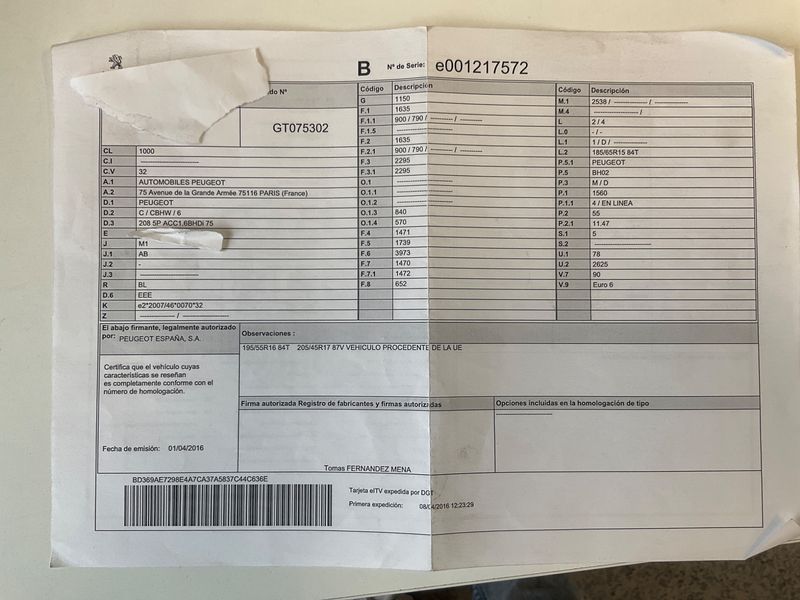 B Nº de Serie: e001217572
do Nº
GT075302
CL 1000
C.I --------------------
C.V 32
A.1 AUTOMOBILES PEUGEOT
A.2 75 Avenue de la Grande Armée 75116 PARIS (France)
D.1 PEUGEOT
D.2 C / CBHW / 6
D.3 208 5P ACC1,6BHDi 75
E
J M1
J.1 AB
J.2 -
J.3 --------------------
R BL
D.6 EEE
K e2*2007/46*0070*32
Z ------------ / ----------------
Código Descripción
G 1150
F.1 1635
F.1.1 900 / 790 / ---------- / ----------
F.1.5 --------------------
F.2 1635
F.2.1 900 / 790 / ---------- / ----------
F.3 2295
F.3.1 2295
O.1 --------------------
O.1.1 --------------------
O.1.2 --------------------
O.1.3 840
O.1.4 570
F.4 1471
F.5 1739
F.6 3973
F.7 1470
F.7.1 1472
F.8 652
Código Descripción
M.1 2538 / -------------- / --------------
M.4 ------------------- /
L 2 / 4
L.0 - / -
L.1 1 / D / ----------
L.2 185/65R15 84T
P.5.1 PEUGEOT
P.5 BH02
P.3 M / D
P.1 1560
P.1.1 4 / EN LINEA
P.2 55
P.2.1 11.47
S.1 5
S.2 --------------------
U.1 78
U.2 2625
V.7 90
V.9 Euro 6
El abajo firmante, legalmente autorizado
por: PEUGEOT ESPAÑA, S.A.
Certifica que el vehículo cuyas
características se reseñan
es completamente conforme con el
número de homologación.
Fecha de emisión: 01/04/2016
Observaciones :
195/55R16 84T 205/45R17 87V VEHICULO PROCEDENTE DE LA UE
Firma autorizada Registro de fabricantes y firmas autorizadas
Tomas FERNANDEZ MENA
Opciones incluidas en la homologación de tipo
--------------------
BD369AE7298E4A7CA37A5837C44C636E
Tarjeta eITV expedida por DGT
Primera expedición: 08/04/2016 12:23:29